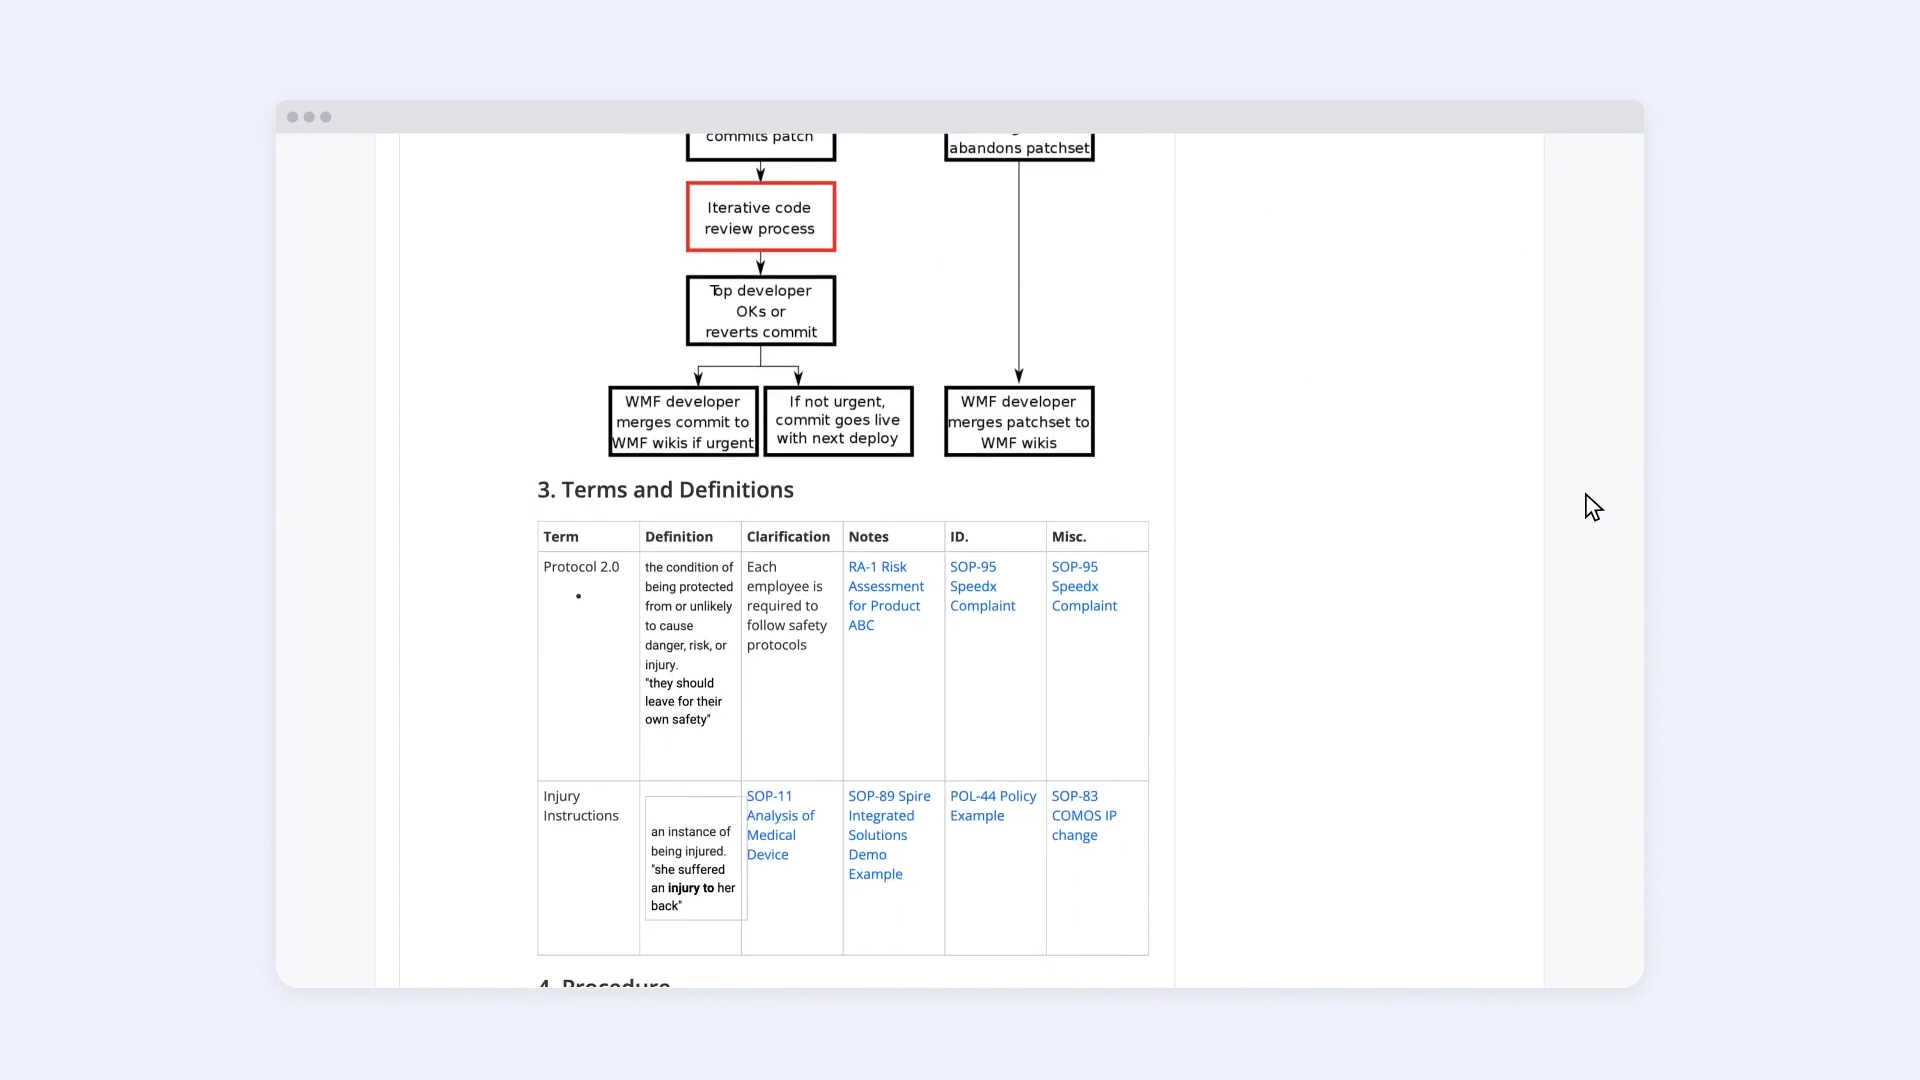 commits patch
abandons patchset
Iterative code
review process
Top developer
OKs or
reverts commit
WMF developer
merges commit to
WMF wikis if urgent
If not urgent,
commit goes live
with next deploy
WMF developer
merges patchset to
WMF wikis
3. Terms and Definitions
Term
Definition
Clarification
Notes
ID.
Misc.
Protocol 2.0
•
the condition of
being protected
from or unlikely
to cause
danger, risk, or
injury.
"they should
leave for their
own safety"
Each
employee is
required to
follow safety
protocols
RA-1 Risk
Assessment
for Product
ABC
SOP-95
Speedx
Complaint
SOP-95
Speedx
Complaint
Injury
Instructions
an instance of
being injured.
"she suffered
an injury to her
back"
SOP-11
Analysis of
Medical
Device
SOP-89 Spire
Integrated
Solutions
Demo
Example
POL-44 Policy
Example
SOP-83
COMOS IP
change
4. Procedure